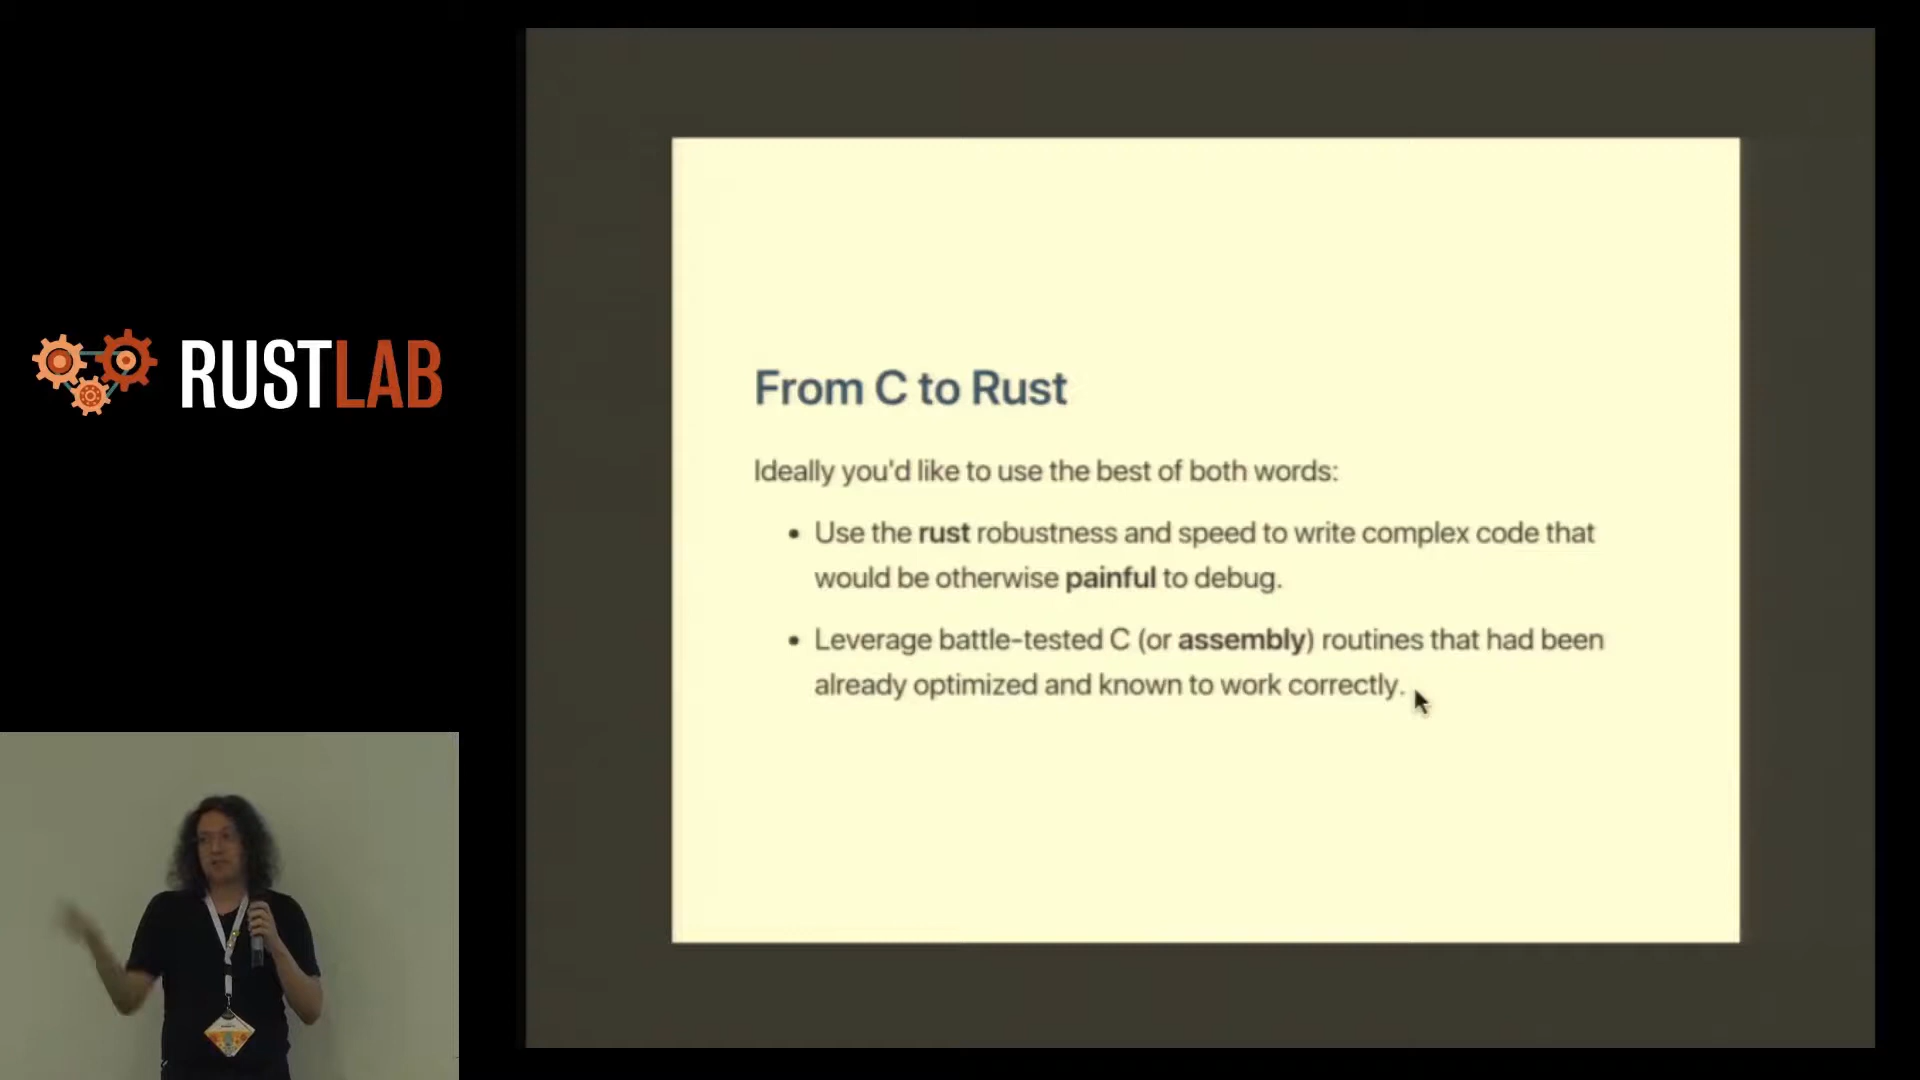 RUSTLAB
From C to Rust
Ideally you'd like to use the best of both words:
• Use the rust robustness and speed to write complex code that
would be otherwise painful to debug.
• Leverage battle-tested C (or assembly) routines that had been
already optimized and known to work correctly.